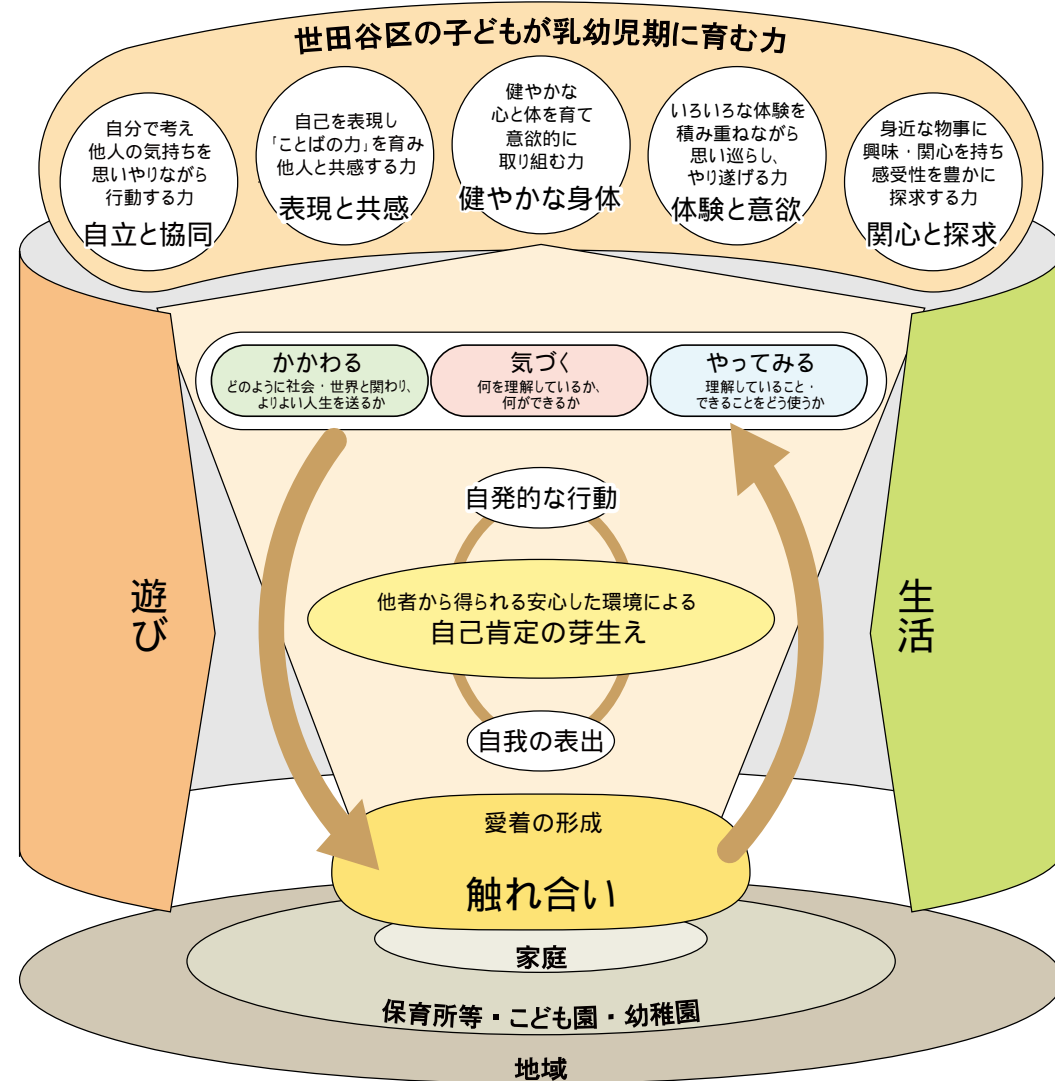 世田谷区の子どもが乳幼児期に育む力
自分で考え
他人の気持ちを
思いやりながら
行動する力
自立と協同
自己を表現し
「ことばの力」を育み
他人と共感する力
表現と共感
健やかな
心と体を育て
意欲的に
取り組む力
健やかな身体
いろいろな体験を
積み重ねながら
思い巡らし、
やり遂げる力
体験と意欲
身近な物事に
興味・関心を持ち
感受性を豊かに
探求する力
関心と探求
かかわる
どのように社会・世界と関わり、
よりよい人生を送るか
気づく
何を理解しているか、
何ができるか
やってみる
理解していること・
できることをどう使うか
自発的な行動
遊び
他者から得られる安心した環境による
自己肯定の芽生え
生活
自我の表出
愛着の形成
触れ合い
家庭
保育所等・こども園・幼稚園
地域